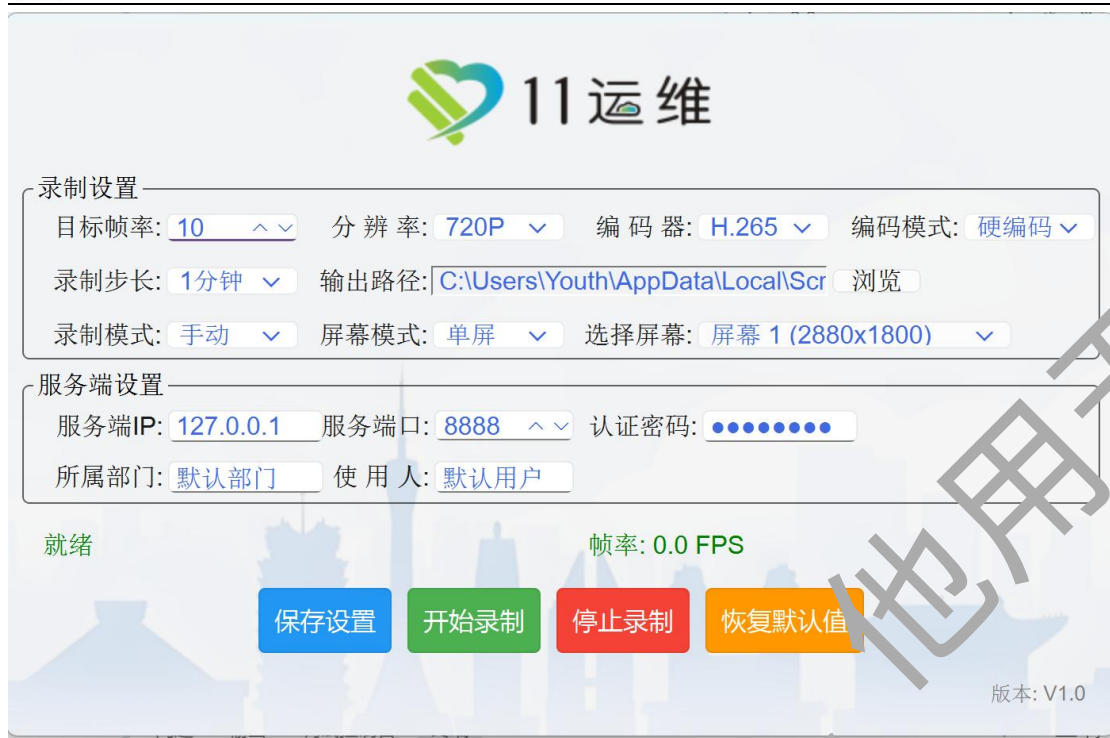 11运维
录制设置
目标帧率: 10 分 辨 率: 720P 编 码 器: H.265 编码模式: 硬编码
录制步长: 1分钟 输出路径: C:\Users\Youth\AppData\Local\Scr 浏览
录制模式: 手动 屏幕模式: 单屏 选择屏幕: 屏幕 1 (2880x1800)
服务端设置
服务端IP: 127.0.0.1 服务端口: 8888 认证密码: ●●●●●●●●
所属部门: 默认部门 使 用 人: 默认用户
就绪 帧率: 0.0 FPS
保存设置 开始录制 停止录制 恢复默认值
版本: V1.0
他用